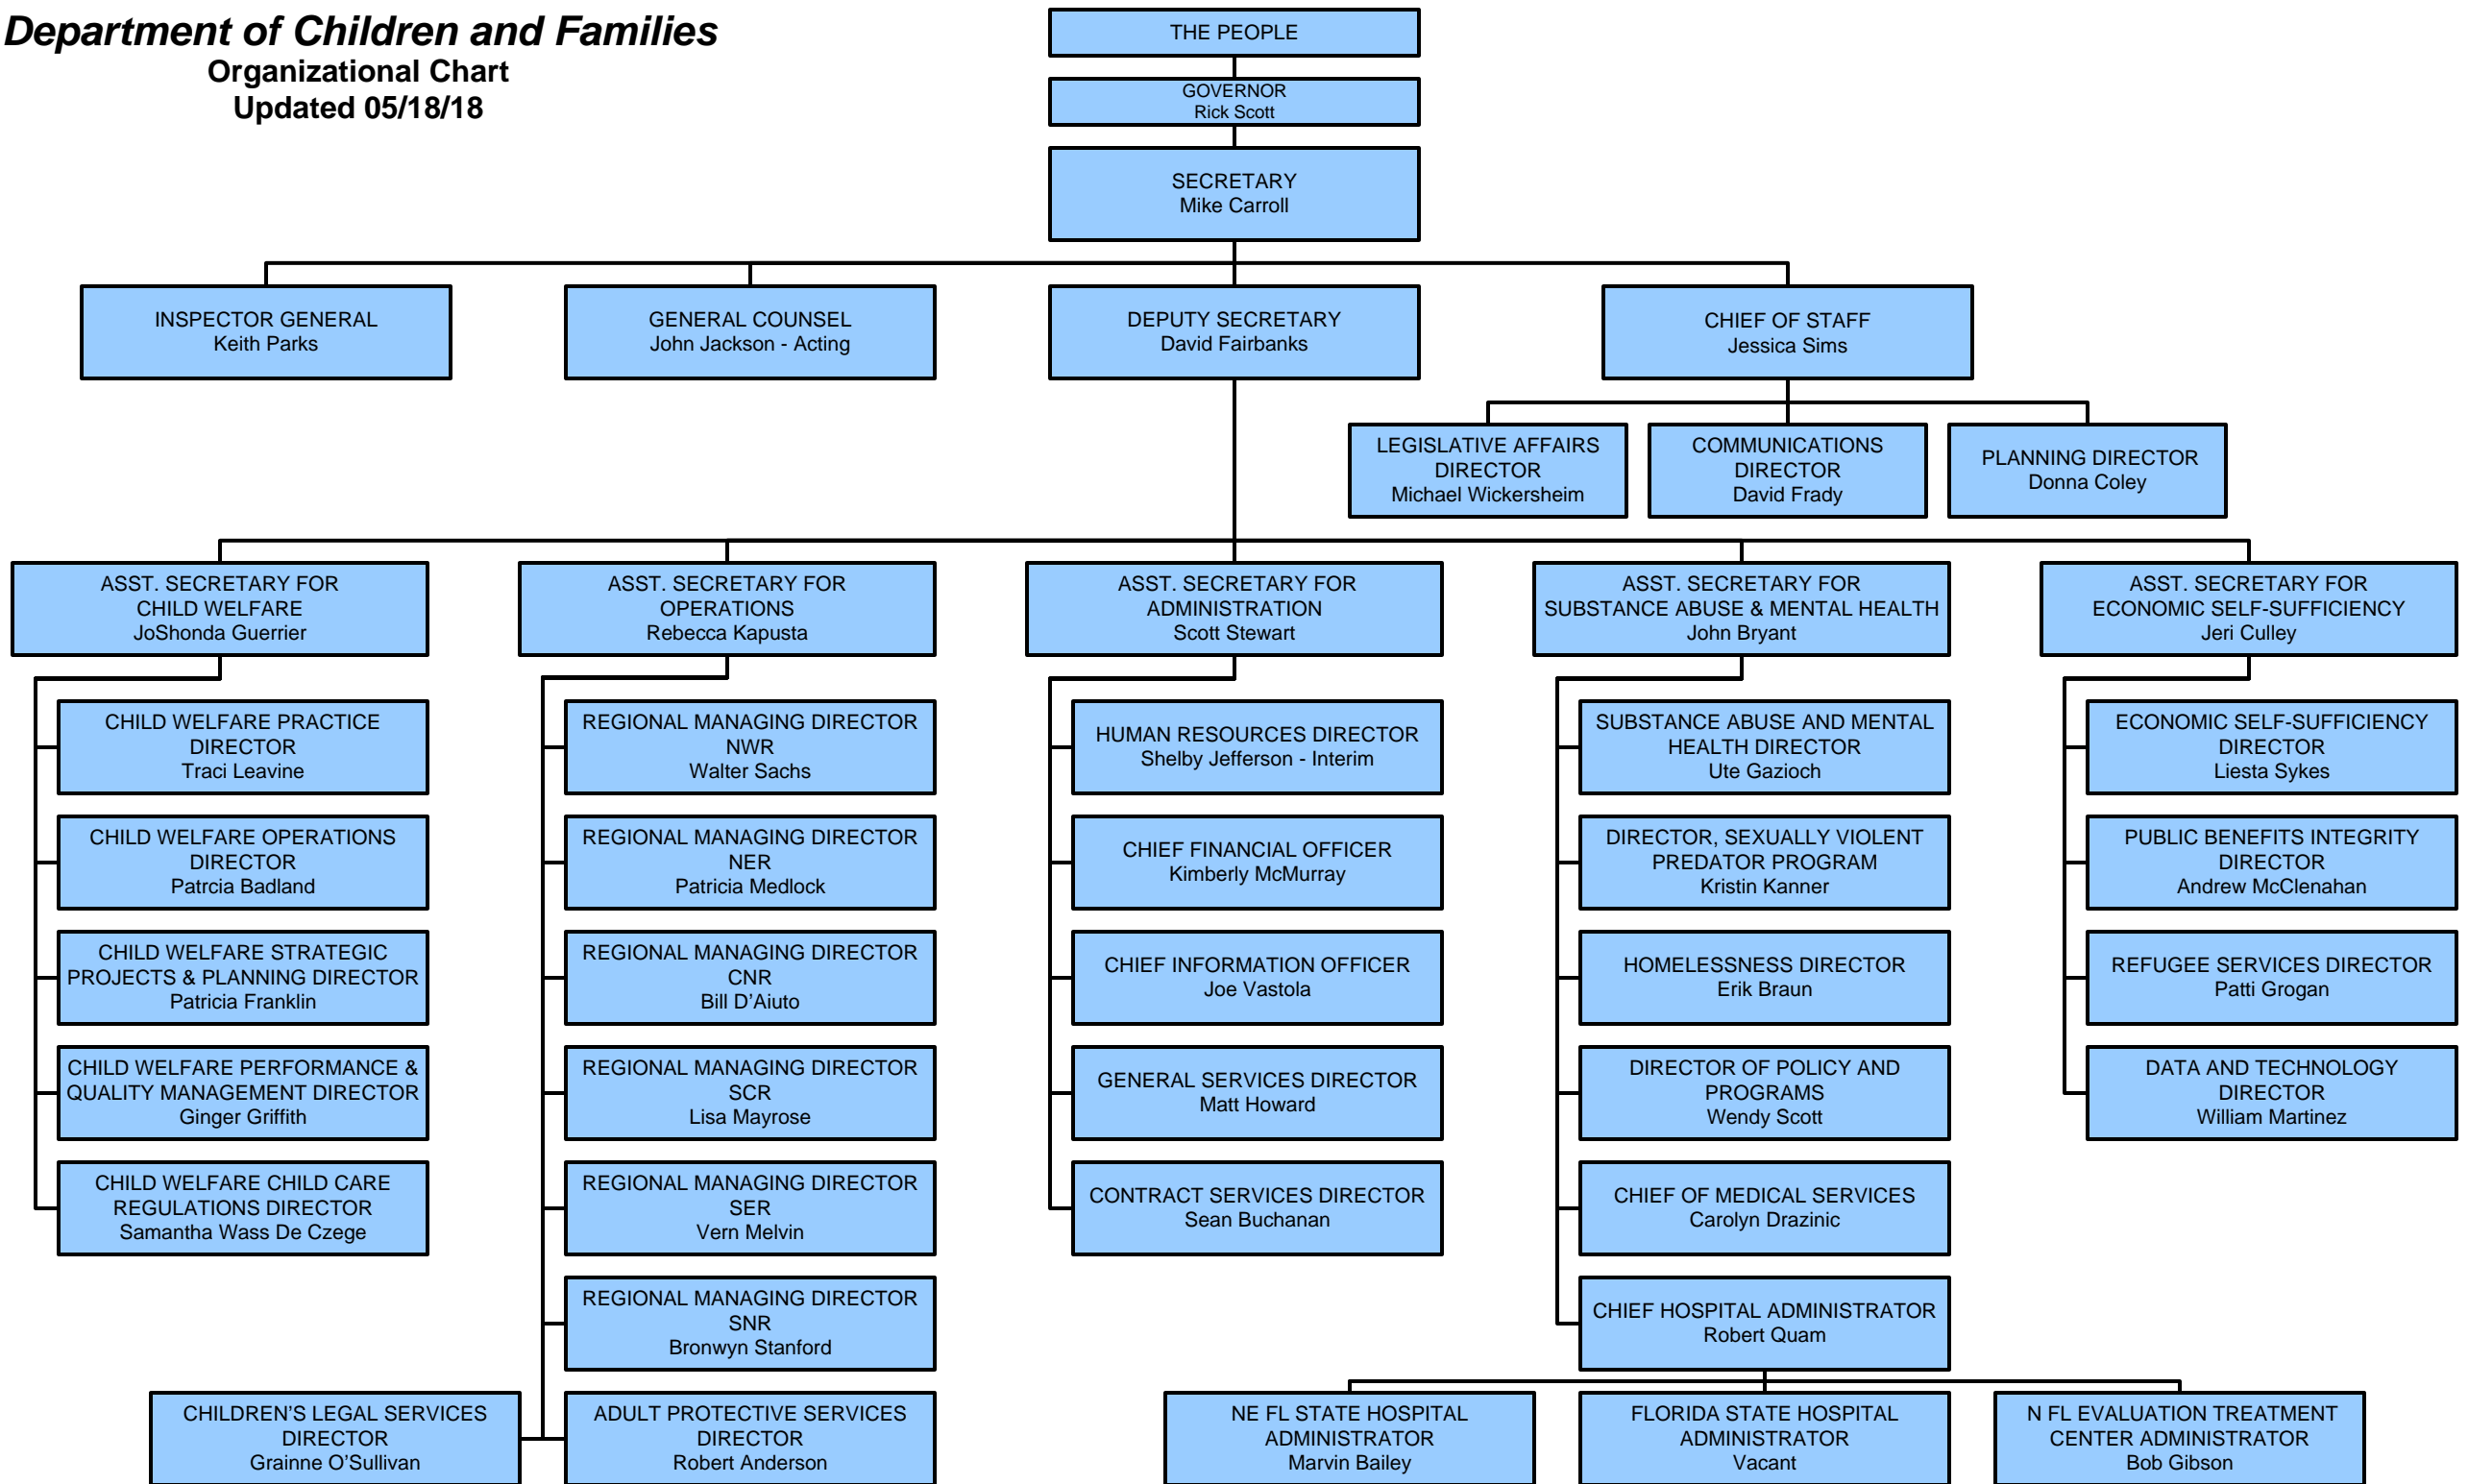 Department of Children and Families
Organizational Chart
Updated 05/18/18
THE PEOPLE
GOVERNOR
Rick Scott
SECRETARY
Mike Carroll
INSPECTOR GENERAL
Keith Parks
GENERAL COUNSEL
John Jackson - Acting
DEPUTY SECRETARY
David Fairbanks
CHIEF OF STAFF
Jessica Sims
LEGISLATIVE AFFAIRS
DIRECTOR
Michael Wickersheim
COMMUNICATIONS
DIRECTOR
David Frady
PLANNING DIRECTOR
Donna Coley
ASST. SECRETARY FOR
CHILD WELFARE
JoShonda Guerrier
CHILD WELFARE PRACTICE
DIRECTOR
Traci Leavine
CHILD WELFARE OPERATIONS
DIRECTOR
Patrcia Badland
CHILD WELFARE STRATEGIC
PROJECTS & PLANNING DIRECTOR
Patricia Franklin
CHILD WELFARE PERFORMANCE &
QUALITY MANAGEMENT DIRECTOR
Ginger Griffith
CHILD WELFARE CHILD CARE
REGULATIONS DIRECTOR
Samantha Wass De Czege
ASST. SECRETARY FOR
OPERATIONS
Rebecca Kapusta
REGIONAL MANAGING DIRECTOR
NWR
Walter Sachs
REGIONAL MANAGING DIRECTOR
NER
Patricia Medlock
REGIONAL MANAGING DIRECTOR
CNR
Bill D’Aiuto
REGIONAL MANAGING DIRECTOR
SCR
Lisa Mayrose
REGIONAL MANAGING DIRECTOR
SER
Vern Melvin
REGIONAL MANAGING DIRECTOR
SNR
Bronwyn Stanford
CHILDREN’S LEGAL SERVICES
DIRECTOR
Grainne O’Sullivan
ADULT PROTECTIVE SERVICES
DIRECTOR
Robert Anderson
ASST. SECRETARY FOR
ADMINISTRATION
Scott Stewart
HUMAN RESOURCES DIRECTOR
Shelby Jefferson - Interim
CHIEF FINANCIAL OFFICER
Kimberly McMurray
CHIEF INFORMATION OFFICER
Joe Vastola
GENERAL SERVICES DIRECTOR
Matt Howard
CONTRACT SERVICES DIRECTOR
Sean Buchanan
ASST. SECRETARY FOR
SUBSTANCE ABUSE & MENTAL HEALTH
John Bryant
SUBSTANCE ABUSE AND MENTAL
HEALTH DIRECTOR
Ute Gazioch
DIRECTOR, SEXUALLY VIOLENT
PREDATOR PROGRAM
Kristin Kanner
HOMELESSNESS DIRECTOR
Erik Braun
DIRECTOR OF POLICY AND
PROGRAMS
Wendy Scott
CHIEF OF MEDICAL SERVICES
Carolyn Drazinic
CHIEF HOSPITAL ADMINISTRATOR
Robert Quam
NE FL STATE HOSPITAL
ADMINISTRATOR
Marvin Bailey
FLORIDA STATE HOSPITAL
ADMINISTRATOR
Vacant
N FL EVALUATION TREATMENT
CENTER ADMINISTRATOR
Bob Gibson
ASST. SECRETARY FOR
ECONOMIC SELF-SUFFICIENCY
Jeri Culley
ECONOMIC SELF-SUFFICIENCY
DIRECTOR
Liesta Sykes
PUBLIC BENEFITS INTEGRITY
DIRECTOR
Andrew McClenahan
REFUGEE SERVICES DIRECTOR
Patti Grogan
DATA AND TECHNOLOGY
DIRECTOR
William Martinez